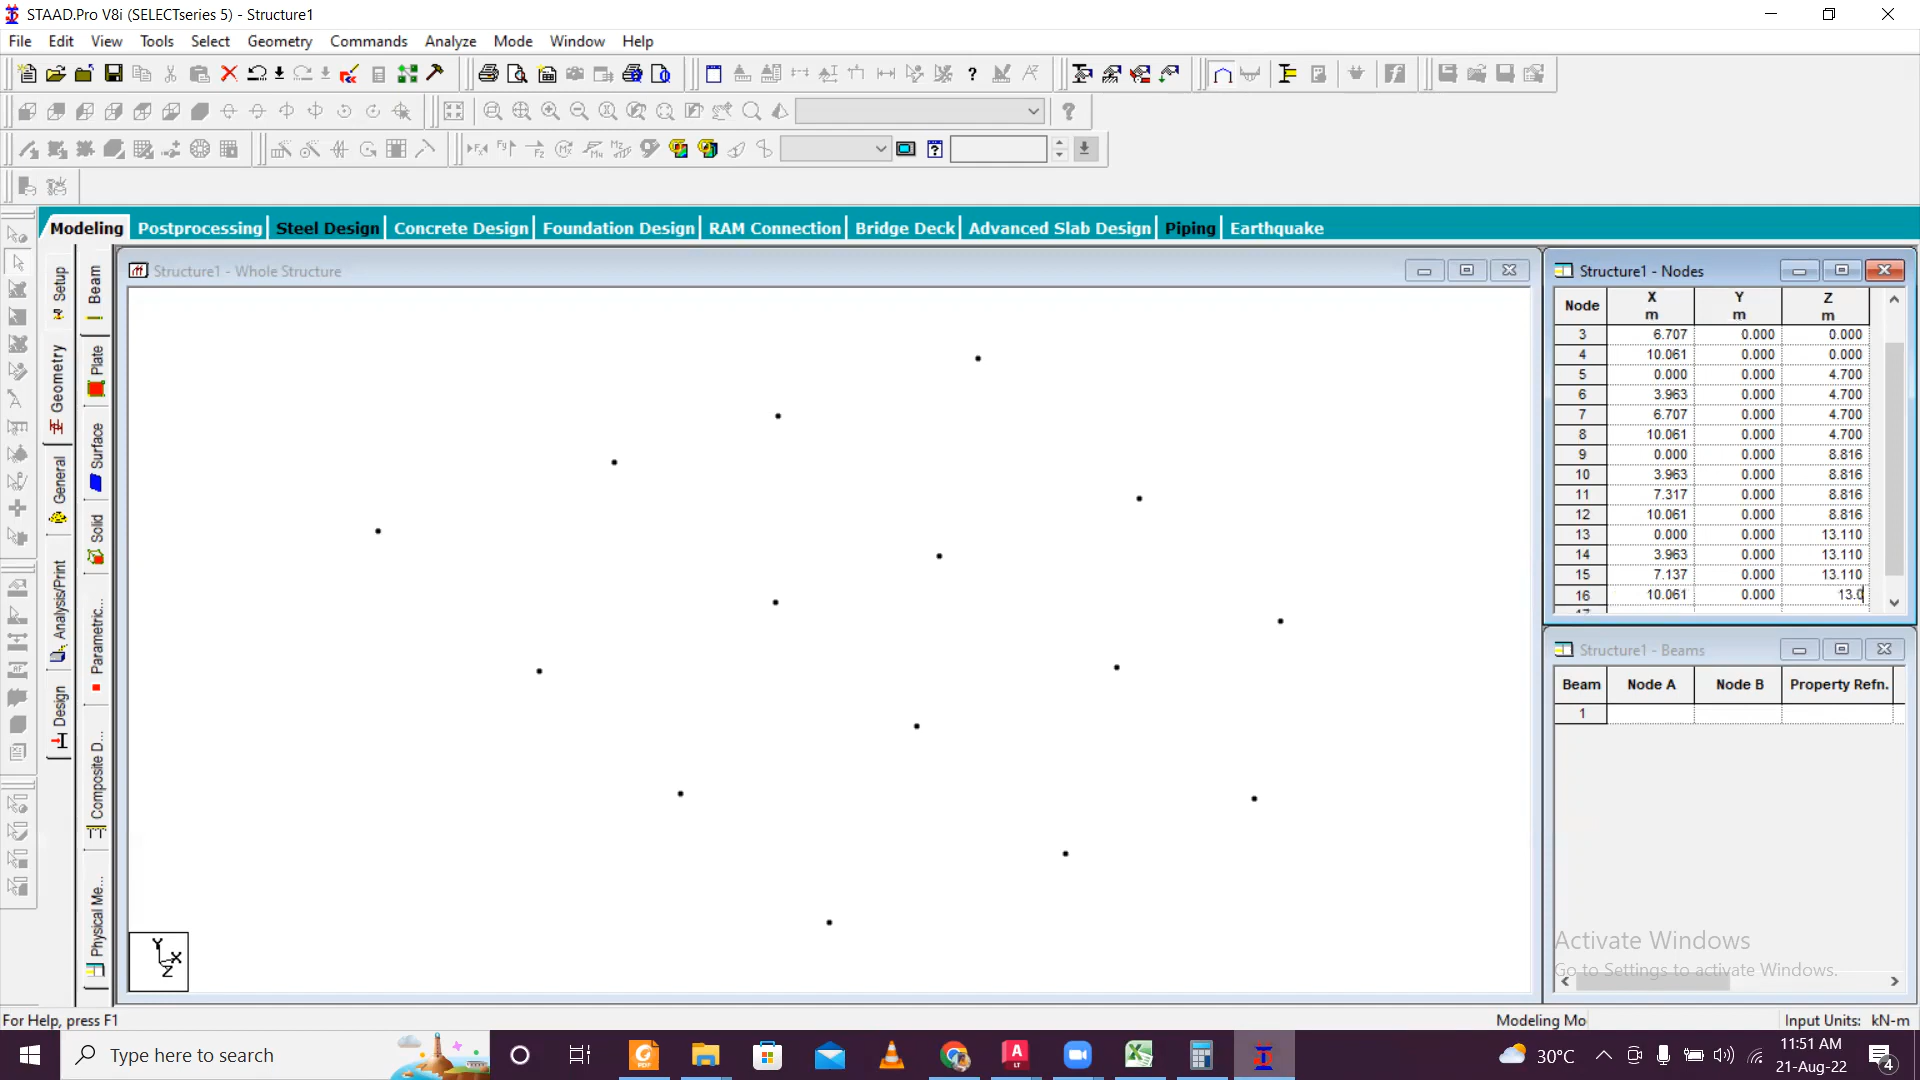 STAAD.Pro V8i (SELECTseries 5) - Structure1
File Edit View Tools Select Geometry Commands Analyze Mode Window Help
Modeling Postprocessing Steel Design Concrete Design Foundation Design RAM Connection Bridge Deck Advanced Slab Design Piping Earthquake
Setup
Geometry
General
Analysis/Print
Design
Beam
Plate
Surface
Solid
Parametric...
Composite D...
Physical Me...
Structure1 - Whole Structure
Y
X
Z
Structure1 - Nodes
Node X m Y m Z m
3 6.707 0.000 0.000
4 10.061 0.000 0.000
5 0.000 0.000 4.700
6 3.963 0.000 4.700
7 6.707 0.000 4.700
8 10.061 0.000 4.700
9 0.000 0.000 8.816
10 3.963 0.000 8.816
11 7.317 0.000 8.816
12 10.061 0.000 8.816
13 0.000 0.000 13.110
14 3.963 0.000 13.110
15 7.137 0.000 13.110
16 10.061 0.000 13.0
Structure1 - Beams
Beam Node A Node B Property Refn.
1
Activate Windows
Go to Settings to activate Windows.
For Help, press F1
Modeling Mo
Input Units: kN-m
Type here to search
30°C
11:51 AM
21-Aug-22
4